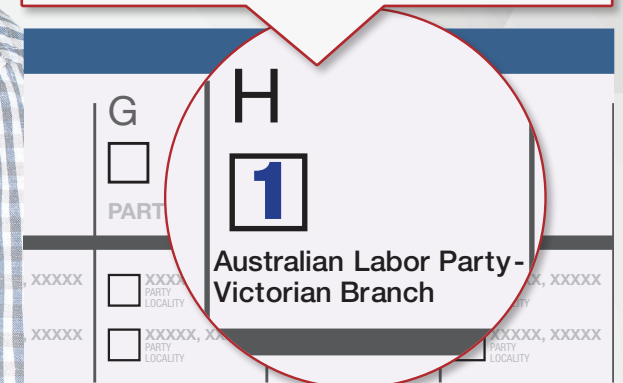 G
H
1
PART
Australian Labor Party-
Victorian Branch
, XXXXX
XXXX
PARTY
LOCALITY
X, XXXXX
LOCALITY
, XXXXX
XXXXX, XX
PARTY
LOCALITY
XXXXX, XXXXX
PARTY
LOCALITY